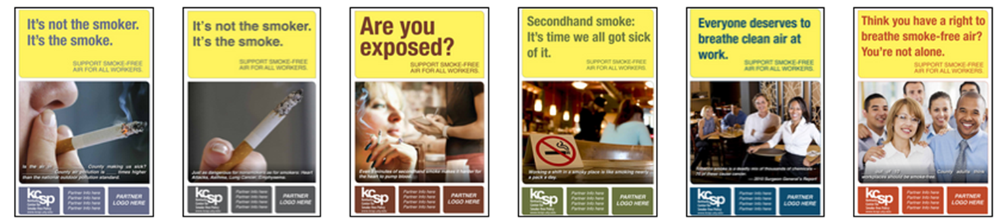 It's not the smoker.
It's the smoke.
SUPPORT SMOKE-FREE
AIR FOR ALL WORKERS.
Is the air in County making us sick?
County air pollution is times higher
than the national outdoor pollution standard.
kcsp
Partner Info here
Partner Info here
Partner Info here
PARTNER
LOGO HERE
It's not the smoker.
It's the smoke.
SUPPORT SMOKE-FREE
AIR FOR ALL WORKERS.
Just as dangerous for nonsmokers as for smokers: Heart
Attacks, Asthma, Lung Cancer, Emphysema.
kcsp
Partner Info here
Partner Info here
Partner Info here
PARTNER
LOGO HERE
Are you
exposed?
SUPPORT SMOKE-FREE
AIR FOR ALL WORKERS.
Even 5 minutes of secondhand smoke makes it harder for
the heart to pump blood.
kcsp
Partner Info here
Partner Info here
Partner Info here
PARTNER
LOGO HERE
Secondhand smoke:
It's time we all got sick
of it.
SUPPORT SMOKE-FREE
AIR FOR ALL WORKERS.
Working a shift in a smoky place is like smoking nearly
a pack a day.
kcsp
Partner Info here
Partner Info here
Partner Info here
PARTNER
LOGO HERE
Everyone deserves to
breathe clean air at
work.
SUPPORT SMOKE-FREE
AIR FOR ALL WORKERS.
Tobacco smoke is a deadly mix of thousands of chemicals –
70 of these cause cancer.
— 2010 Surgeon General's Report
kcsp
Partner Info here
Partner Info here
Partner Info here
PARTNER
LOGO HERE
Think you have a right to
breathe smoke-free air?
You're not alone.
SUPPORT SMOKE-FREE
AIR FOR ALL WORKERS.
out of 10 County adults think
workplaces should be smoke-free.
kcsp
Partner Info here
Partner Info here
Partner Info here
PARTNER
LOGO HERE